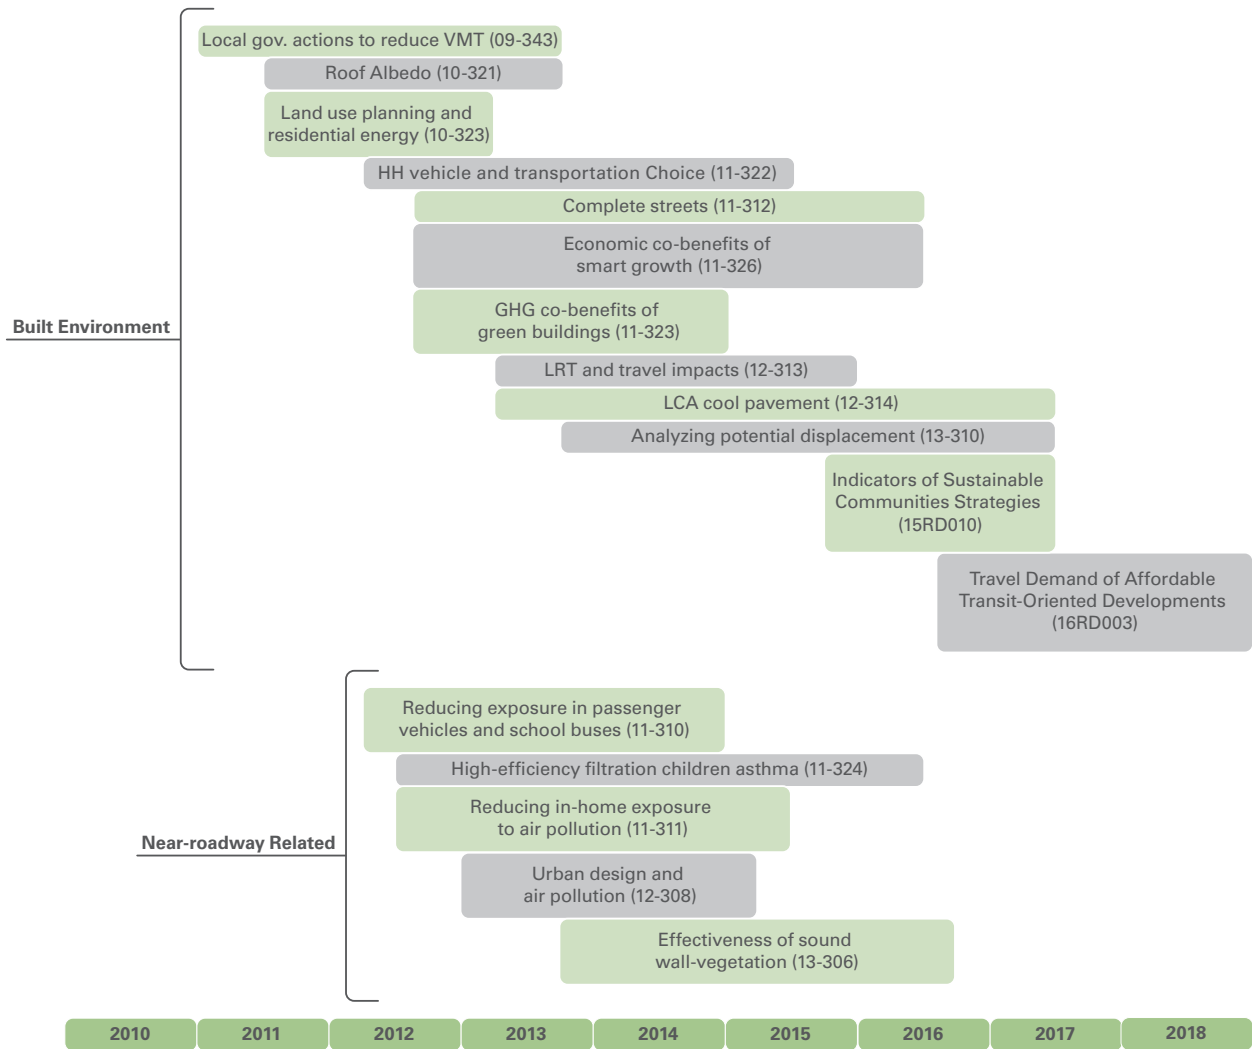 Local gov. actions to reduce VMT (09-343)
Roof Albedo (10-321)
Land use planning and
residential energy (10-323)
HH vehicle and transportation Choice (11-322)
Complete streets (11-312)
Economic co-benefits of
smart growth (11-326)
GHG co-benefits of
green buildings (11-323)
Built Environment
LRT and travel impacts (12-313)
LCA cool pavement (12-314)
Analyzing potential displacement (13-310)
Indicators of Sustainable
Communities Strategies
(15RD010)
Travel Demand of Affordable
Transit-Oriented Developments
(16RD003)
Reducing exposure in passenger
vehicles and school buses (11-310)
High-efficiency filtration children asthma (11-324)
Reducing in-home exposure
to air pollution (11-311)
Near-roadway Related
Urban design and
air pollution (12-308)
Effectiveness of sound
wall-vegetation (13-306)
2010 2011 2012 2013 2014 2015 2016 2017 2018